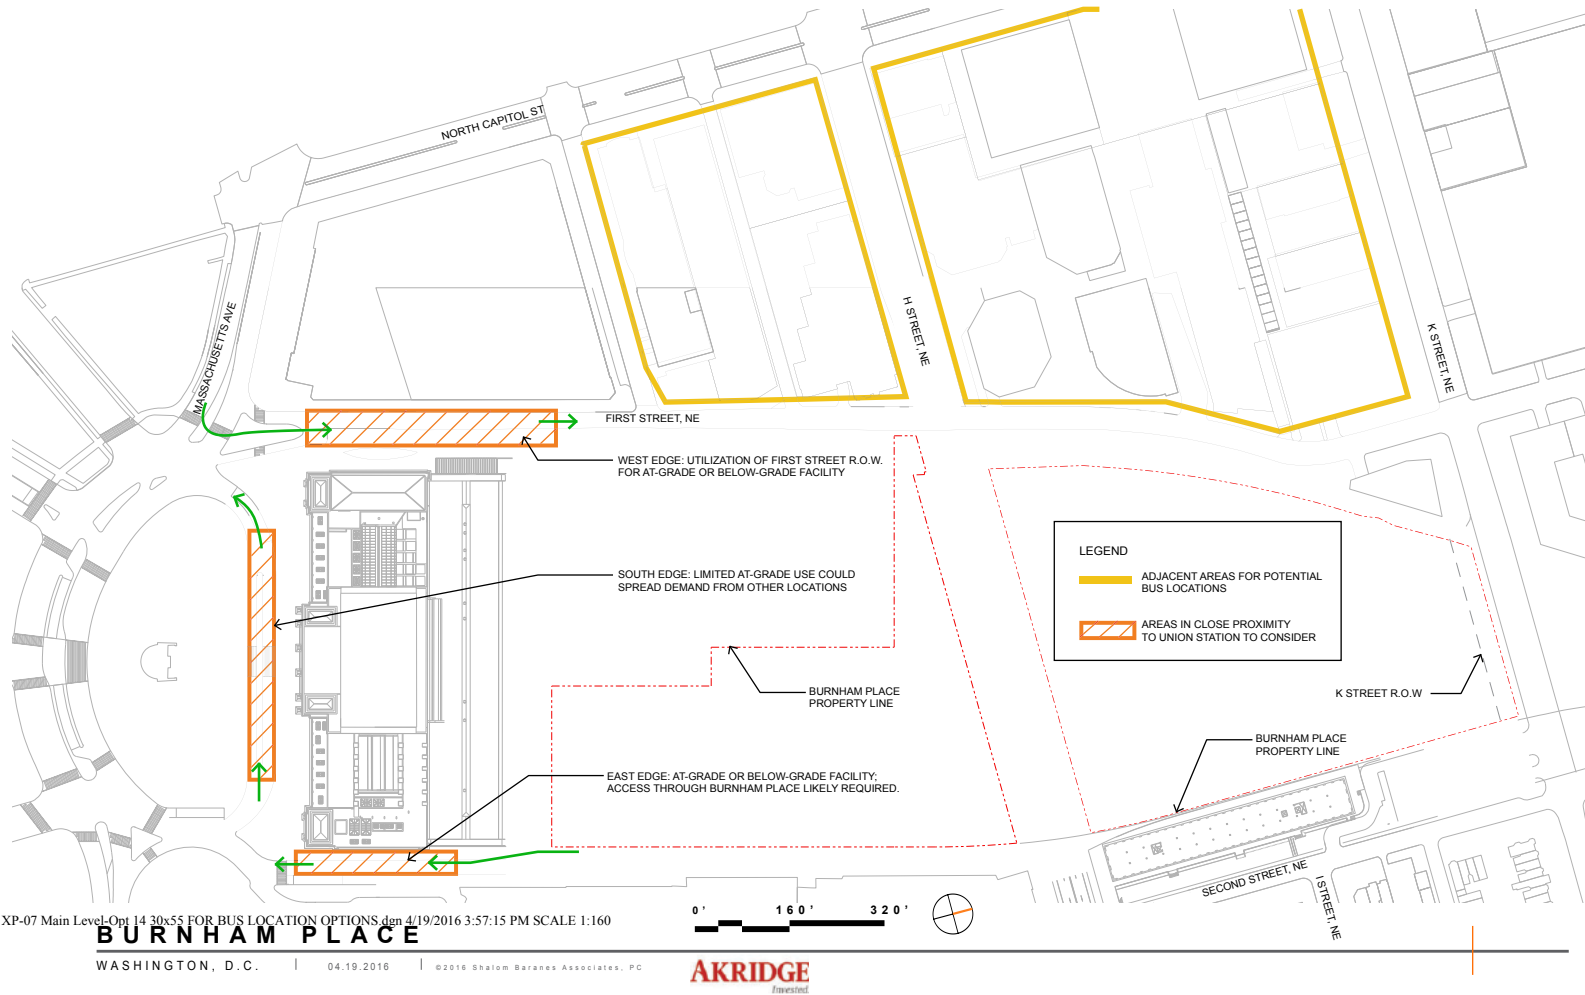 NORTH CAPITOL ST
MASSACHUSETTS AVE
H STREET, NE
K STREET, NE
FIRST STREET, NE
WEST EDGE: UTILIZATION OF FIRST STREET R.O.W.
FOR AT-GRADE OR BELOW-GRADE FACILITY
SOUTH EDGE: LIMITED AT-GRADE USE COULD
SPREAD DEMAND FROM OTHER LOCATIONS
LEGEND
ADJACENT AREAS FOR POTENTIAL
BUS LOCATIONS
AREAS IN CLOSE PROXIMITY
TO UNION STATION TO CONSIDER
BURNHAM PLACE
PROPERTY LINE
K STREET R.O.W
BURNHAM PLACE
PROPERTY LINE
EAST EDGE: AT-GRADE OR BELOW-GRADE FACILITY;
ACCESS THROUGH BURNHAM PLACE LIKELY REQUIRED.
SECOND STREET, NE
I STREET, NE
XP-07 Main Level-Opt 14 30x55 FOR BUS LOCATION OPTIONS.dgn 4/19/2016 3:57:15 PM SCALE 1:160
0' 160' 320'
BURNHAM PLACE
WASHINGTON, D.C. 04.19.2016 ©2016 Shalom Baranes Associates, PC
AKRIDGE
Invested.